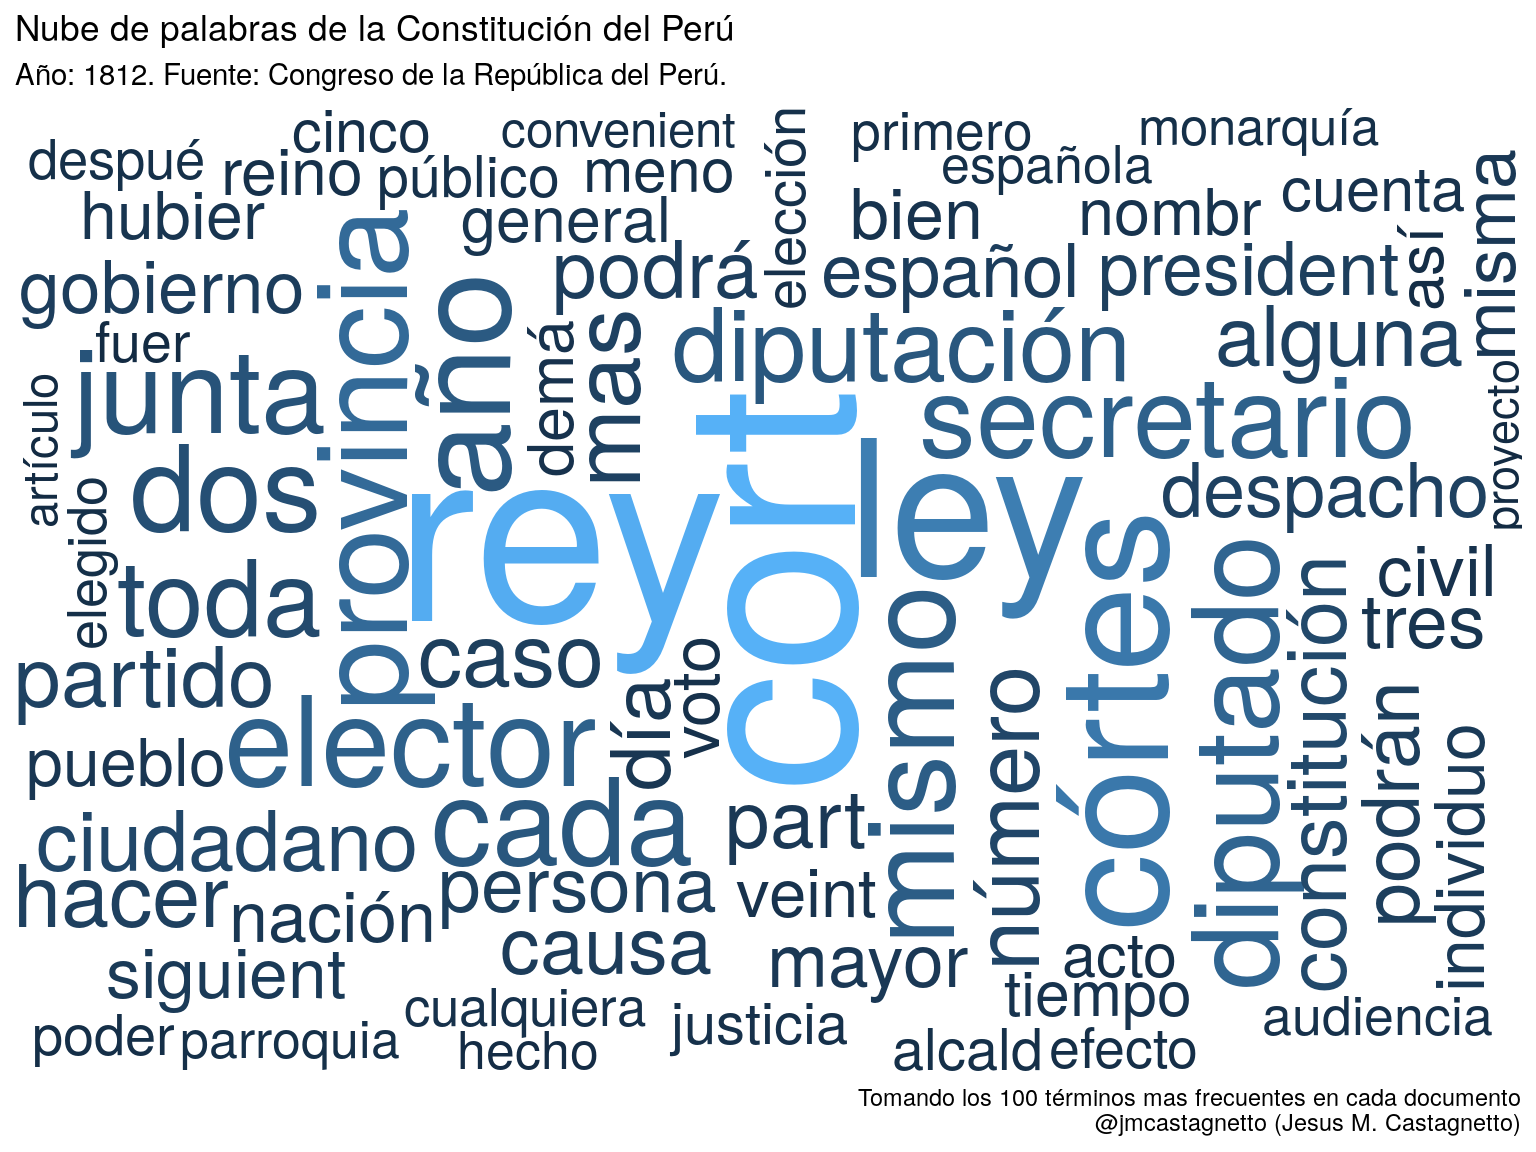 Nube de palabras de la Constitución del Perú
Año: 1812. Fuente: Congreso de la República del Perú.
cinco
convenient
elección
primero
monarquía
despué
reino
público
meno
española
cuenta
misma
hubier
general
bien
nombr
así
gobierno
provincia
año
podrá
español
president
fuer
junta
demá
mas
diputación
alguna
artículo
secretario
proyecto
dos
rey
cort
ley
despacho
elegido
toda
córtes
diputado
constitución
civil
tres
partido
caso
voto
día
mismo
número
podrán
individuo
pueblo
elector
ciudadano
cada
part
hacer
nación
persona
veint
siguient
causa
mayor
acto
tiempo
poder
parroquia
cualquiera
hecho
justicia
alcald
efecto
audiencia
Tomando los 100 términos mas frecuentes en cada documento
@jmcastagnetto (Jesus M. Castagnetto)